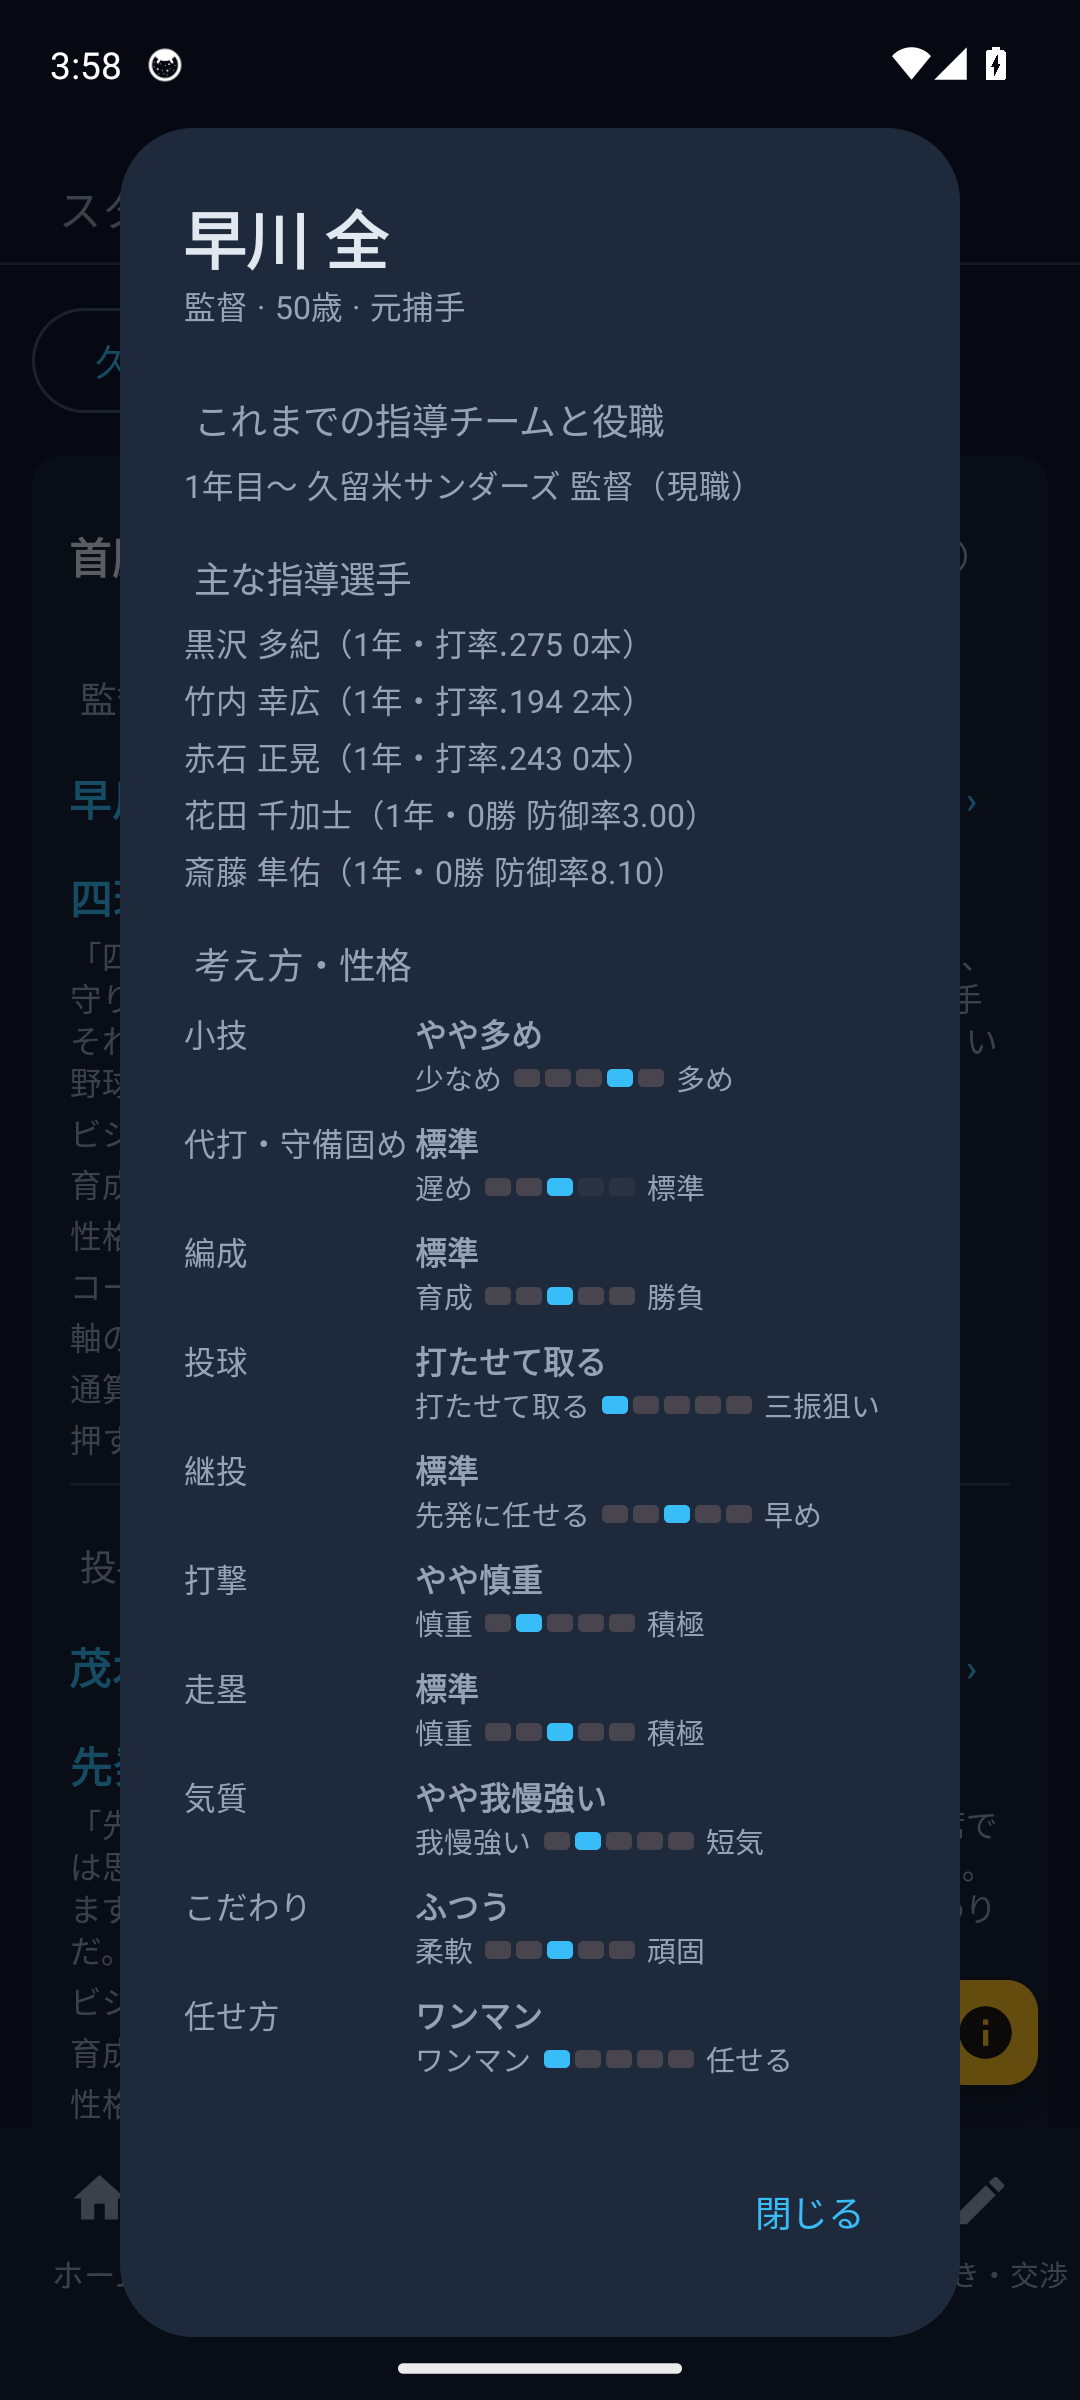 3:58
早川 全
監督 · 50歳 · 元捕手
これまでの指導チームと役職
1年目〜 久留米サンダーズ 監督（現職）
主な指導選手
黒沢 多紀（1年・打率.275 0本）
竹内 幸広（1年・打率.194 2本）
赤石 正晃（1年・打率.243 0本）
花田 千加士（1年・0勝 防御率3.00）
斎藤 隼佑（1年・0勝 防御率8.10）
考え方・性格
小技 やや多め
少なめ 多め
代打・守備固め 標準
遅め 標準
編成 標準
育成 勝負
投球 打たせて取る
打たせて取る 三振狙い
継投 標準
先発に任せる 早め
打撃 やや慎重
慎重 積極
走塁 標準
慎重 積極
気質 やや我慢強い
我慢強い 短気
こだわり ふつう
柔軟 頑固
任せ方 ワンマン
ワンマン 任せる
閉じる
ホー
き・交渉